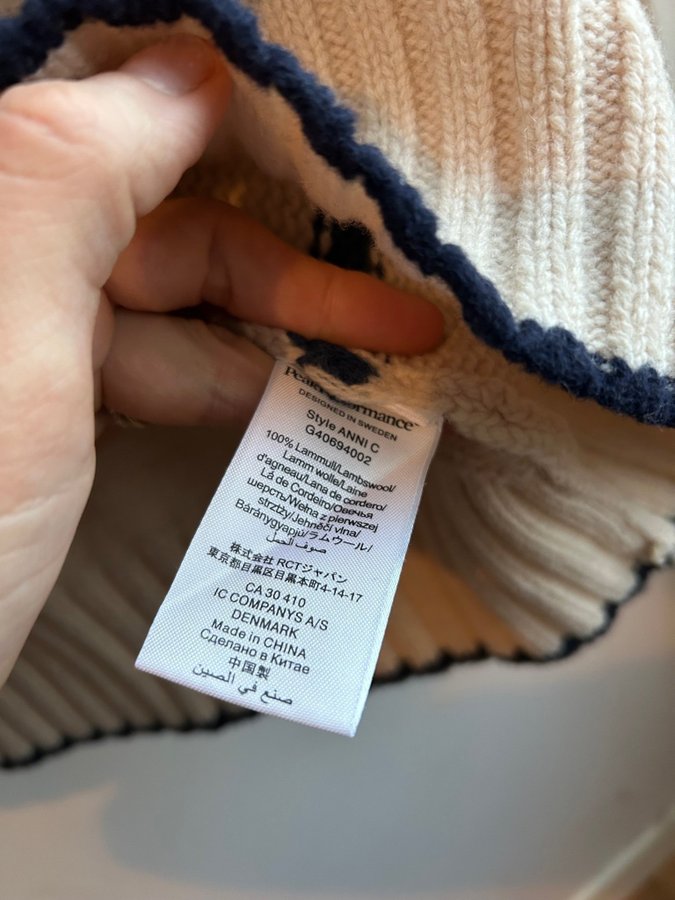 Peak Performance
DESIGNED IN SWEDEN
Style ANNI C
G40694002
100% Lammull/Lambswool/
Lamm wolle/Laine
d'agneau/Lana de cordero/
Lã de Cordeiro/Овечья
шерсть/Wełna z pierwszej
strzży/Jehněčí vlna/
Báránygyapjú/ラムウール/
صوف الحمل
株式会社 RCTジャパン
東京都目黒区目黒本町4-14-17
CA 30 410
IC COMPANYS A/S
DENMARK
Made in CHINA
Сделано в Китае
中国製
صنع في الصين